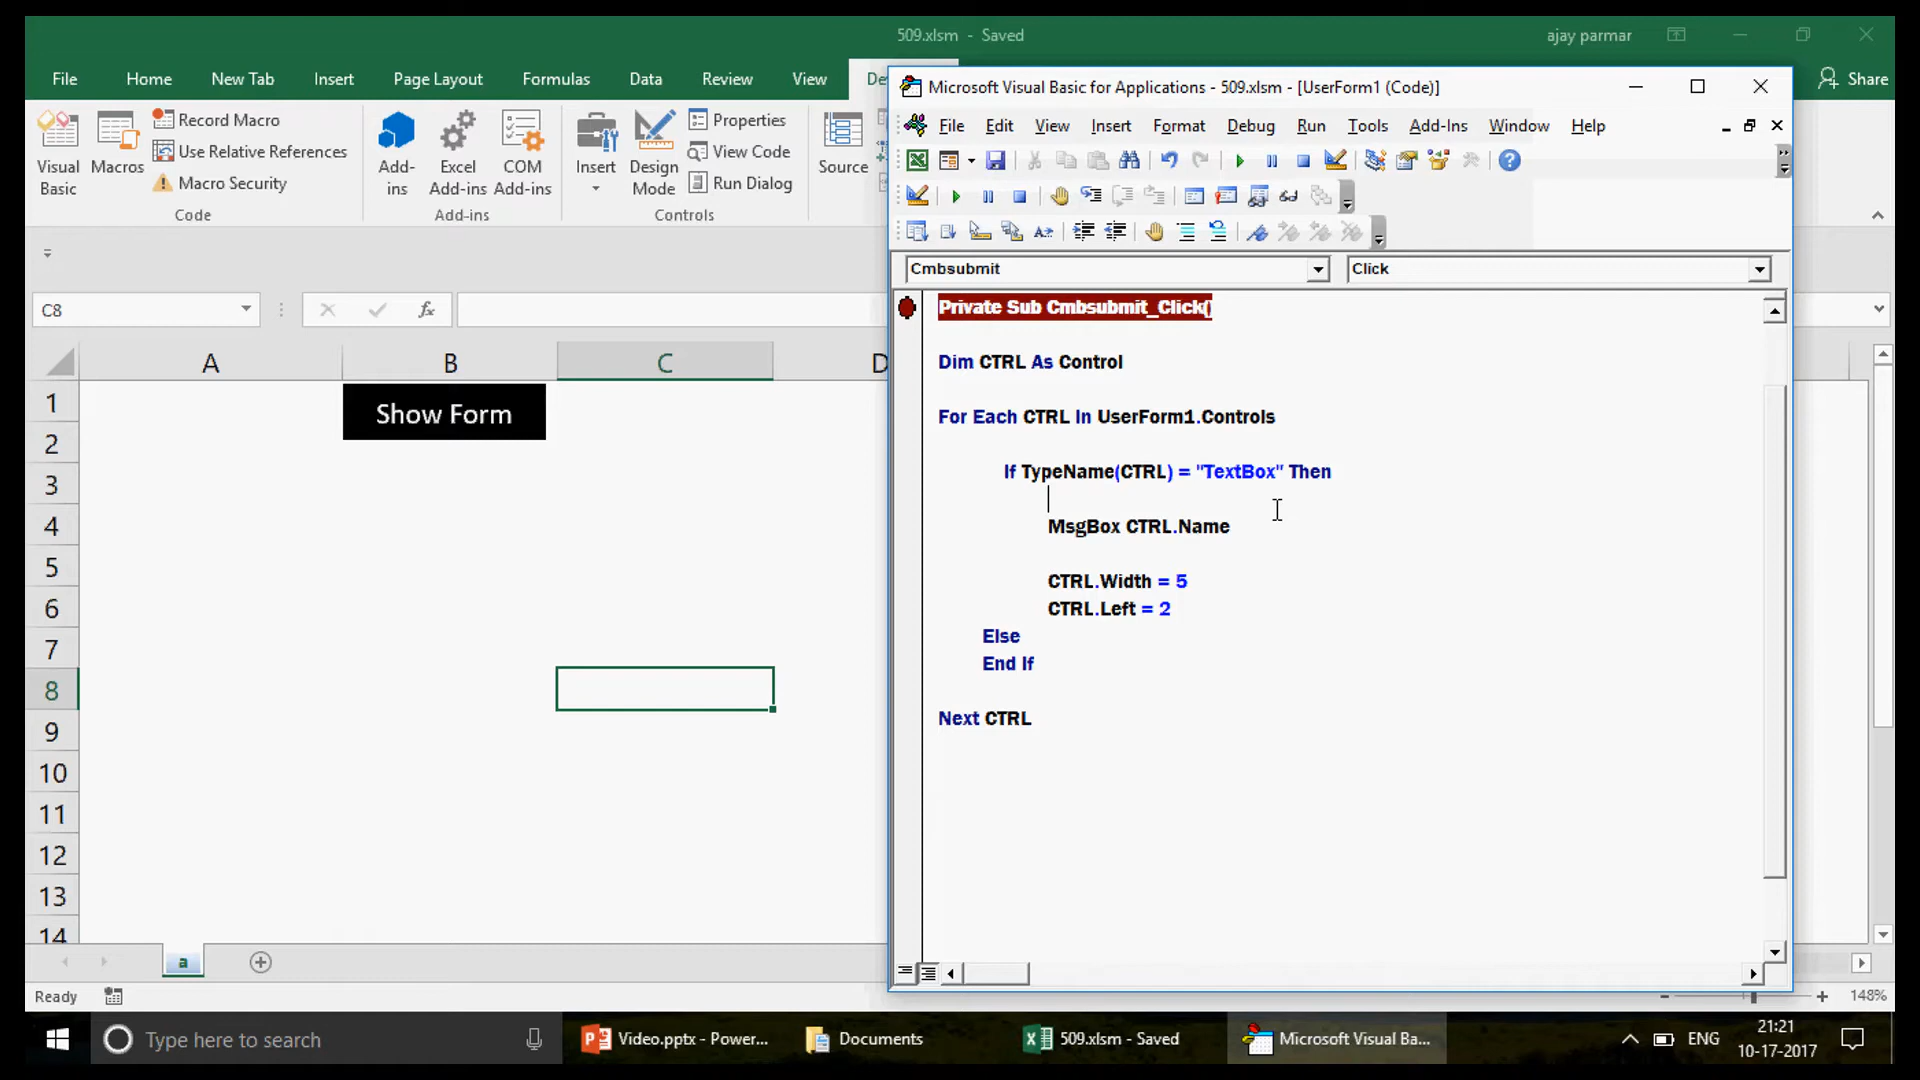 509.xlsm - Saved
ajay parmar
File Home New Tab Insert Page Layout Formulas Data Review View De
Share
Visual Basic
Macros
Record Macro
Use Relative References
Macro Security
Code
Add-ins
Excel Add-ins
COM Add-ins
Add-ins
Insert
Design Mode
Properties
View Code
Run Dialog
Controls
Source
Microsoft Visual Basic for Applications - 509.xlsm - [UserForm1 (Code)]
File Edit View Insert Format Debug Run Tools Add-Ins Window Help
Cmbsubmit
Click
C8
fx
A B C D
1
2
3
4
5
6
7
8
9
10
11
12
13
14
Show Form
Private Sub Cmbsubmit_Click()
Dim CTRL As Control
For Each CTRL In UserForm1.Controls
If TypeName(CTRL) = "TextBox" Then
MsgBox CTRL.Name
CTRL.Width = 5
CTRL.Left = 2
Else
End If
Next CTRL
a
Ready
148%
Type here to search
Video.pptx - Power...
Documents
509.xlsm - Saved
Microsoft Visual Ba...
ENG
21:21
10-17-2017